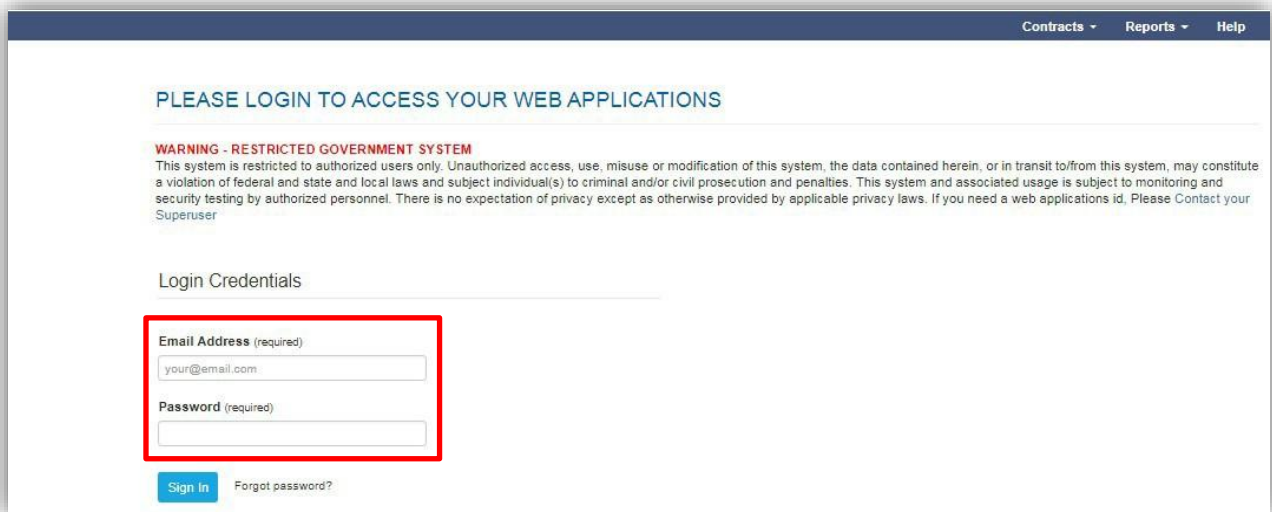 Contracts Reports Help
PLEASE LOGIN TO ACCESS YOUR WEB APPLICATIONS
WARNING - RESTRICTED GOVERNMENT SYSTEM
This system is restricted to authorized users only. Unauthorized access, use, misuse or modification of this system, the data contained herein, or in transit to/from this system, may constitute
a violation of federal and state and local laws and subject individual(s) to criminal and/or civil prosecution and penalties. This system and associated usage is subject to monitoring and
security testing by authorized personnel. There is no expectation of privacy except as otherwise provided by applicable privacy laws. If you need a web applications id, Please Contact your
Superuser
Login Credentials
Email Address (required)
your@email.com
Password (required)
Sign In Forgot password?